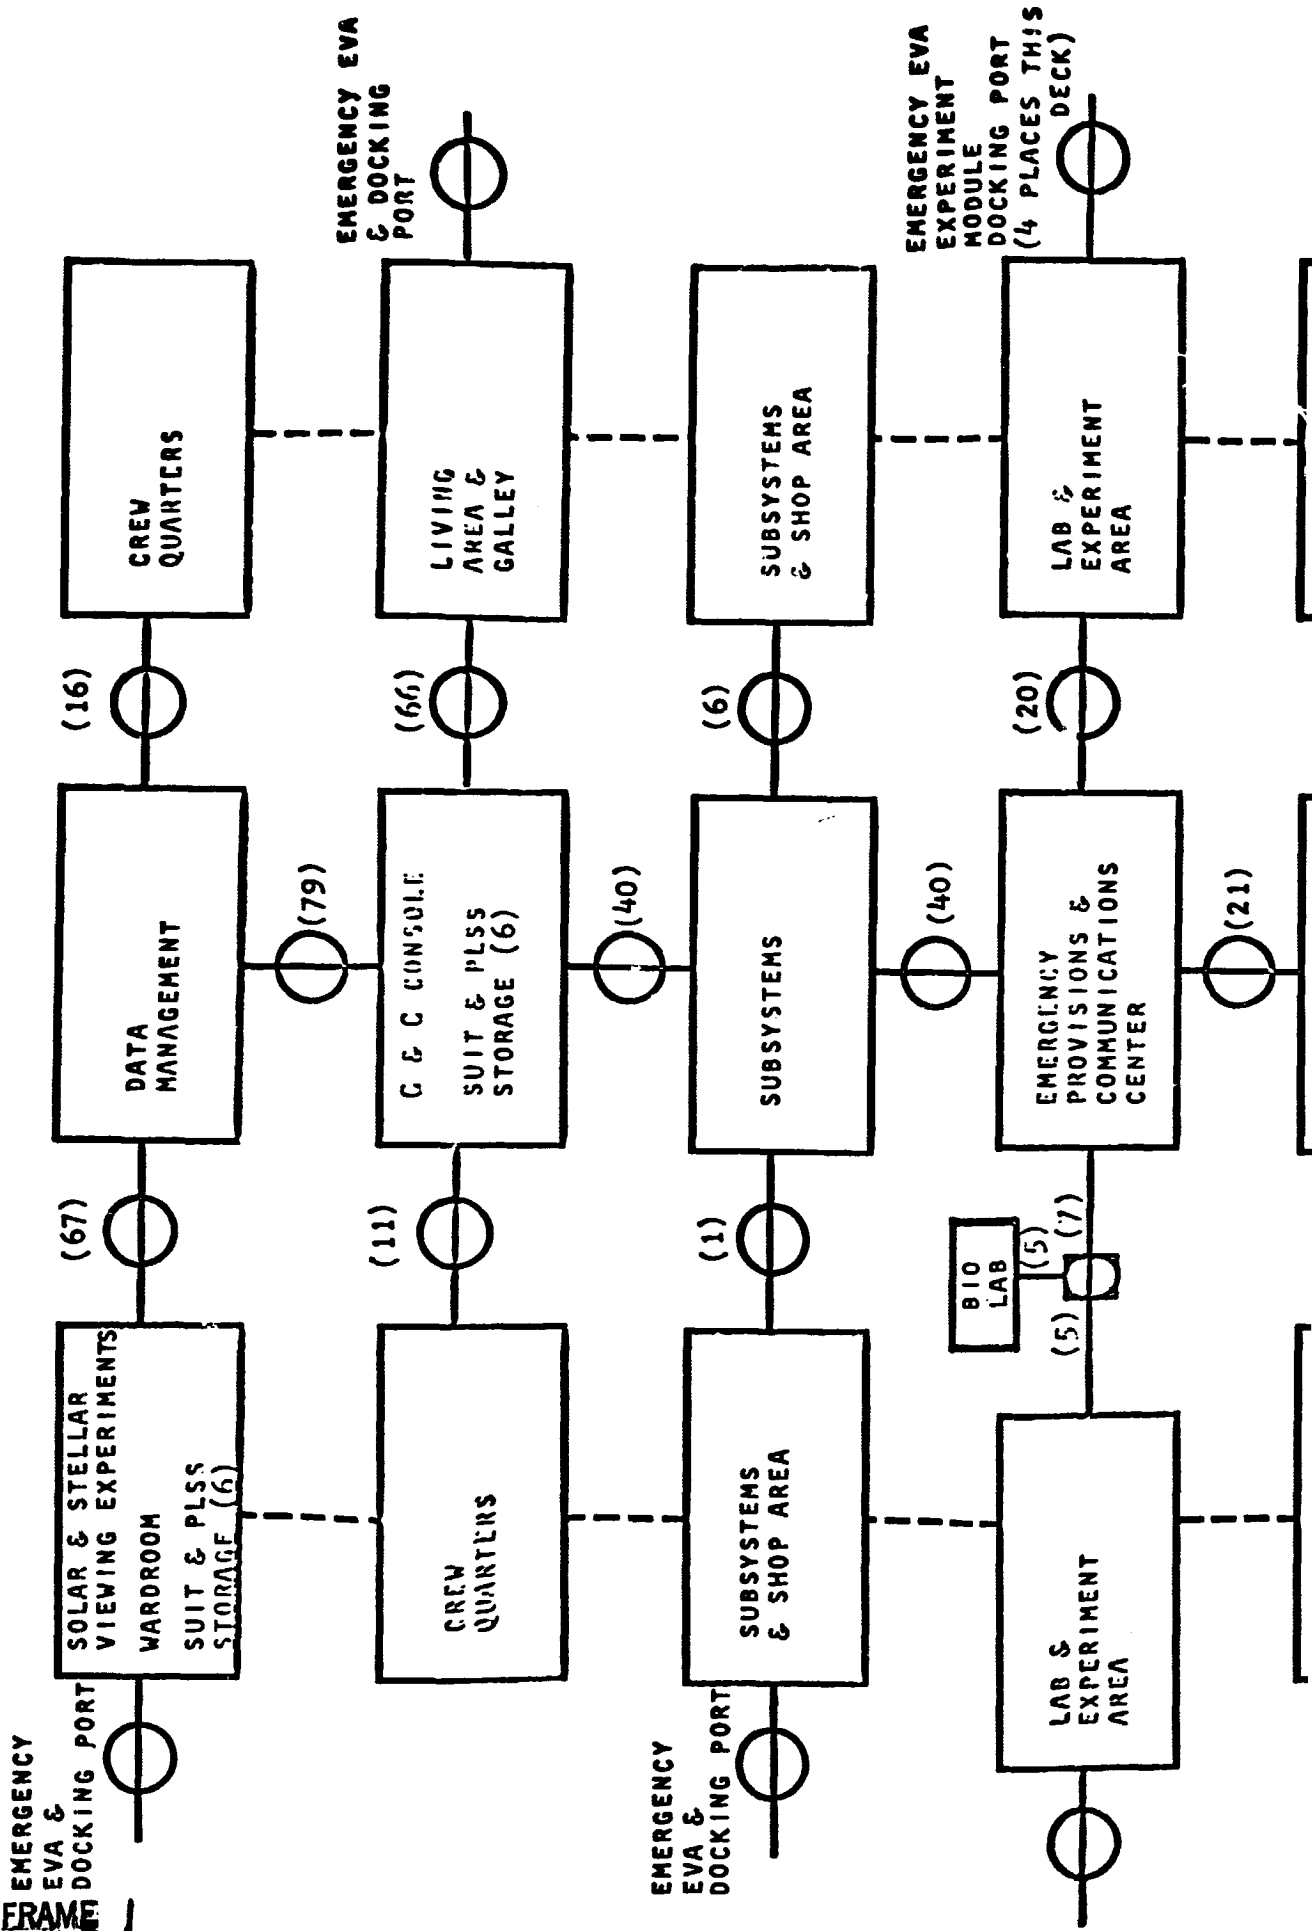 EMERGENCY
EVA &
DOCKING PORT
SOLAR & STELLAR
VIEWING EXPERIMENTS
WARDROOM
SUIT & PLSS
STORAGE (6)
(67)
DATA
MANAGEMENT
(16)
CREW
QUARTERS
(79)
CREW
QUARTERS
(11)
C & C CONSOLE
SUIT & PLSS
STORAGE (6)
(66)
LIVING
AREA &
GALLEY
EMERGENCY EVA
& DOCKING
PORT
(40)
EMERGENCY
EVA &
DOCKING PORT
SUBSYSTEMS
& SHOP AREA
(1)
SUBSYSTEMS
(6)
SUBSYSTEMS
& SHOP AREA
(40)
LAB &
EXPERIMENT
AREA
(5)
BIO
LAB
(5)
(7)
EMERGENCY
PROVISIONS &
COMMUNICATIONS
CENTER
(20)
LAB &
EXPERIMENT
AREA
EMERGENCY EVA
EXPERIMENT
MODULE
DOCKING PORT
(4 PLACES THIS
DECK)
(21)
FRAME